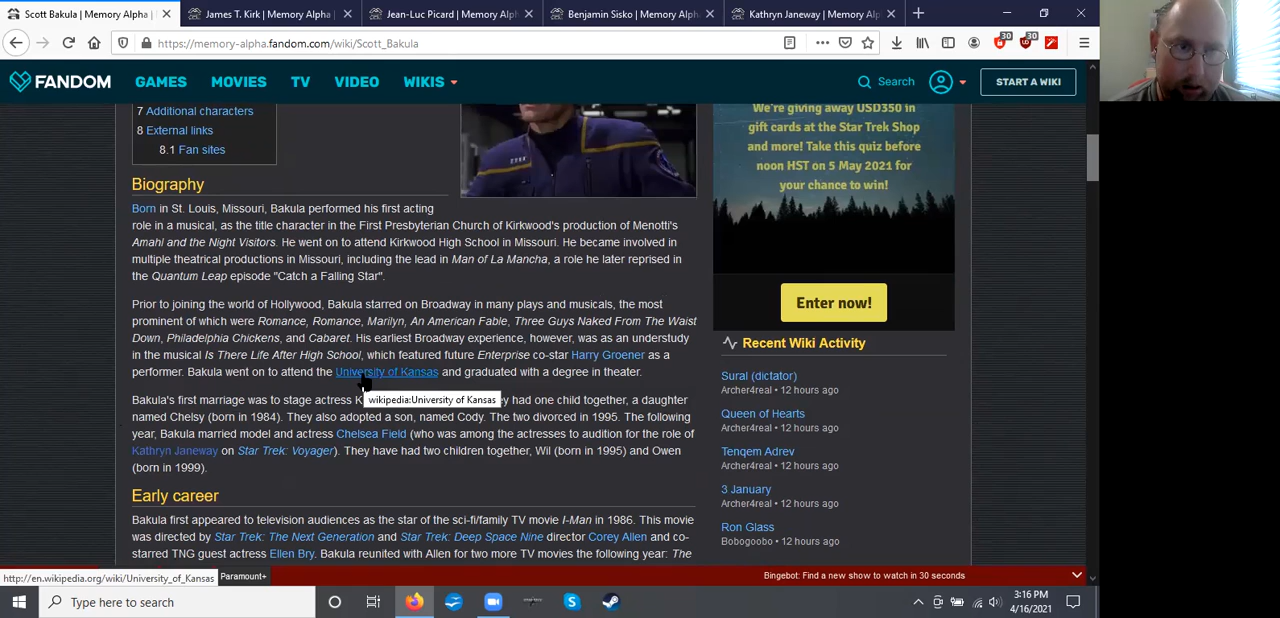 Scott Bakula | Memory Alpha |
James T. Kirk | Memory Alpha |
Jean-Luc Picard | Memory Alph
Benjamin Sisko | Memory Alpha
Kathryn Janeway | Memory Alp
https://memory-alpha.fandom.com/wiki/Scott_Bakula
30
30
FANDOM
GAMES
MOVIES
TV
VIDEO
WIKIS
Search
START A WIKI
7 Additional characters
8 External links
8.1 Fan sites
Biography
Born in St. Louis, Missouri, Bakula performed his first acting
role in a musical, as the title character in the First Presbyterian Church of Kirkwood's production of Menotti's
Amahl and the Night Visitors. He went on to attend Kirkwood High School in Missouri. He became involved in
multiple theatrical productions in Missouri, including the lead in Man of La Mancha, a role he later reprised in
the Quantum Leap episode "Catch a Falling Star".
Prior to joining the world of Hollywood, Bakula starred on Broadway in many plays and musicals, the most
prominent of which were Romance, Romance, Marilyn, An American Fable, Three Guys Naked From The Waist
Down, Philadelphia Chickens, and Cabaret. His earliest Broadway experience, however, was as an understudy
in the musical Is There Life After High School, which featured future Enterprise co-star Harry Groener as a
performer. Bakula went on to attend the University of Kansas and graduated with a degree in theater.
wikipedia:University of Kansas
Bakula's first marriage was to stage actress K
ey had one child together, a daughter
named Chelsy (born in 1984). They also adopted a son, named Cody. The two divorced in 1995. The following
year, Bakula married model and actress Chelsea Field (who was among the actresses to audition for the role of
Kathryn Janeway on Star Trek: Voyager). They have had two children together, Wil (born in 1995) and Owen
(born in 1999).
Early career
Bakula first appeared to television audiences as the star of the sci-fi/family TV movie I-Man in 1986. This movie
was directed by Star Trek: The Next Generation and Star Trek: Deep Space Nine director Corey Allen and co-
starred TNG guest actress Ellen Bry. Bakula reunited with Allen for two more TV movies the following year: The
We're giving away USD350 in
gift cards at the Star Trek Shop
and more! Take this quiz before
noon HST on 5 May 2021 for
your chance to win!
Enter now!
Recent Wiki Activity
Sural (dictator)
Archer4real • 12 hours ago
Queen of Hearts
Archer4real • 12 hours ago
Tenqem Adrev
Archer4real • 12 hours ago
3 January
Archer4real • 12 hours ago
Ron Glass
Bobogoobo • 12 hours ago
http://en.wikipedia.org/wiki/University_of_Kansas
Paramount+
Bingebot: Find a new show to watch in 30 seconds
Type here to search
3:16 PM
4/16/2021